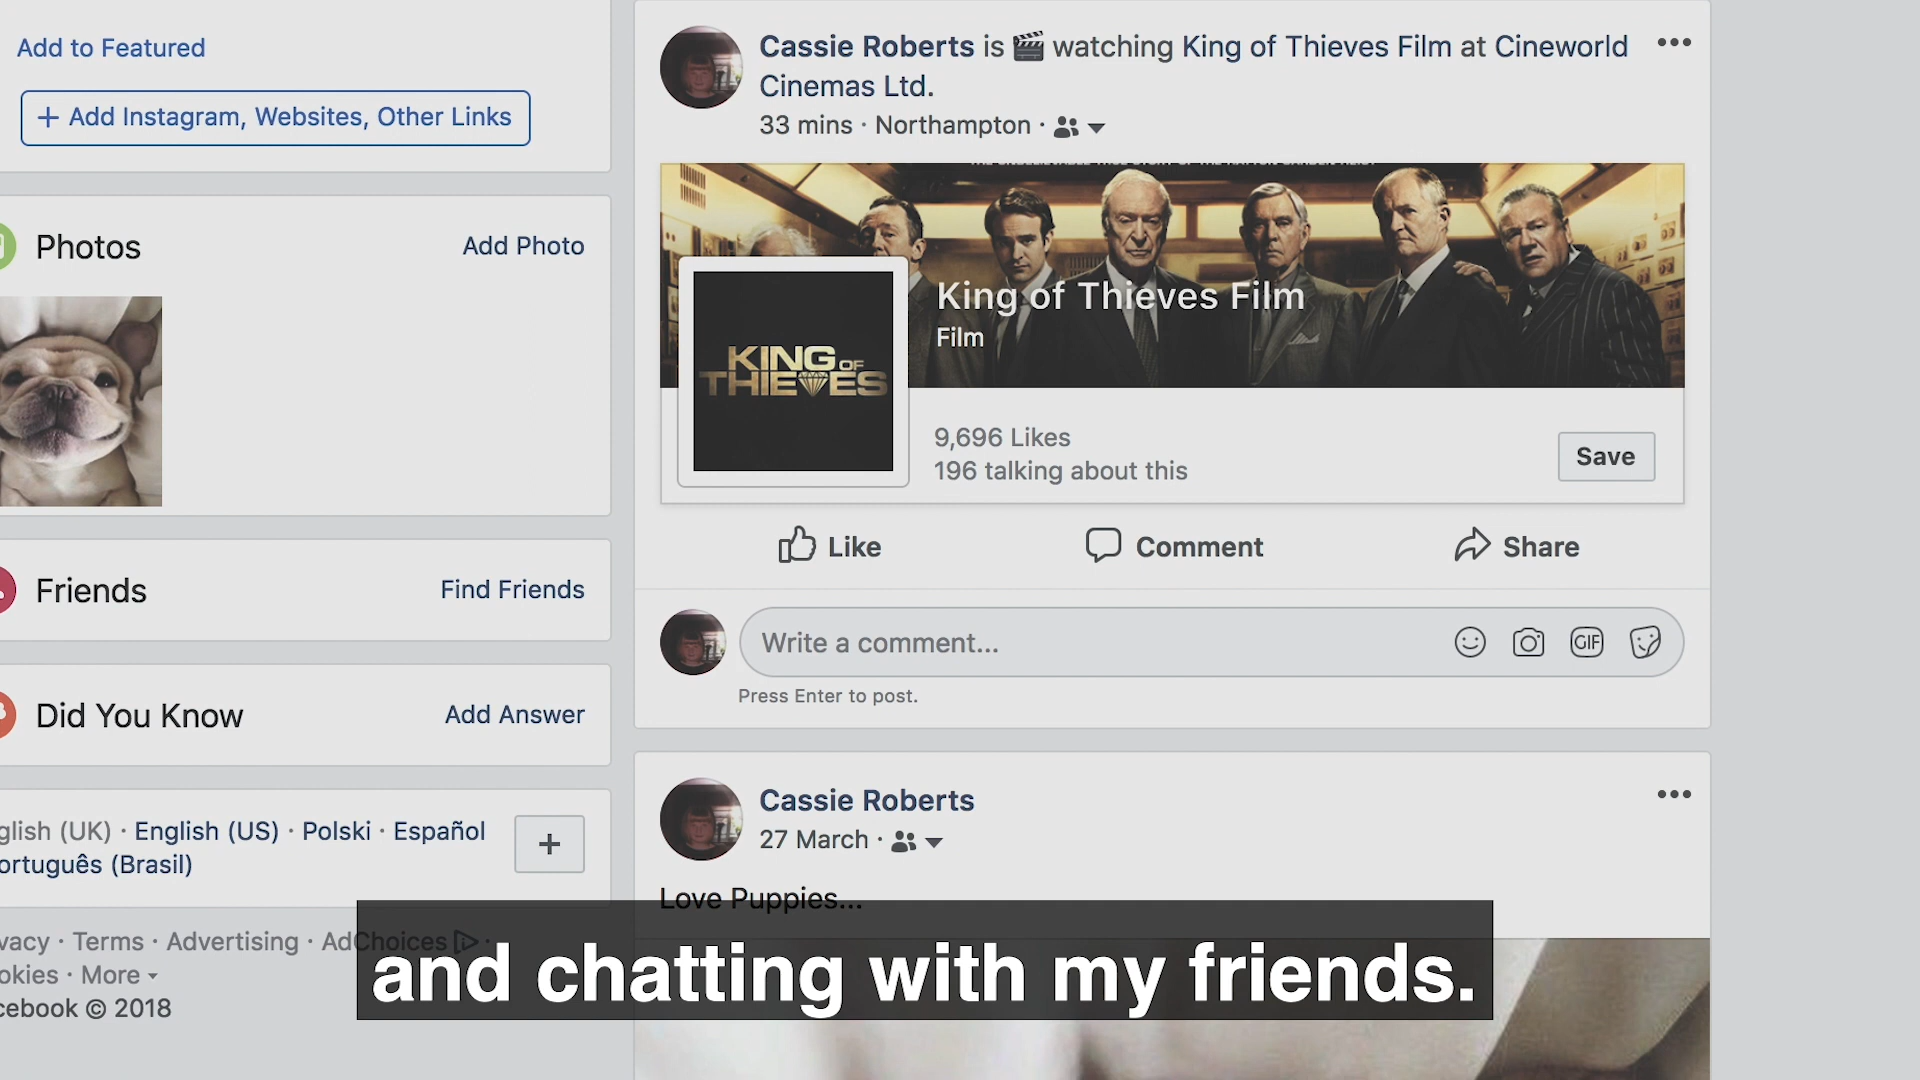 Add to Featured
+ Add Instagram, Websites, Other Links
Photos
Add Photo
Friends
Find Friends
Did You Know
Add Answer
glish (UK) · English (US) · Polski · Español
ortuguês (Brasil)
+
vacy · Terms · Advertising · AdChoices ·
okies · More
cebook © 2018
Cassie Roberts is watching King of Thieves Film at Cineworld
Cinemas Ltd.
33 mins · Northampton ·
King of Thieves Film
Film
KING OF
THIEVES
9,696 Likes
196 talking about this
Save
Like
Comment
Share
Write a comment...
GIF
Press Enter to post.
Cassie Roberts
27 March ·
Love Puppies...
and chatting with my friends.